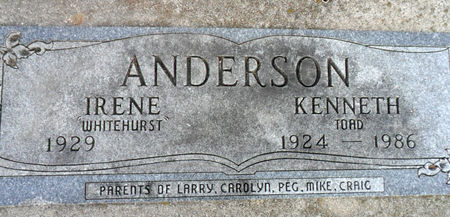 ANDERSON
IRENE KENNETH
"WHITEHURST" TOAD
1929 1924 — 1986
PARENTS OF LARRY, CAROLYN, PEG, MIKE, CRAIG